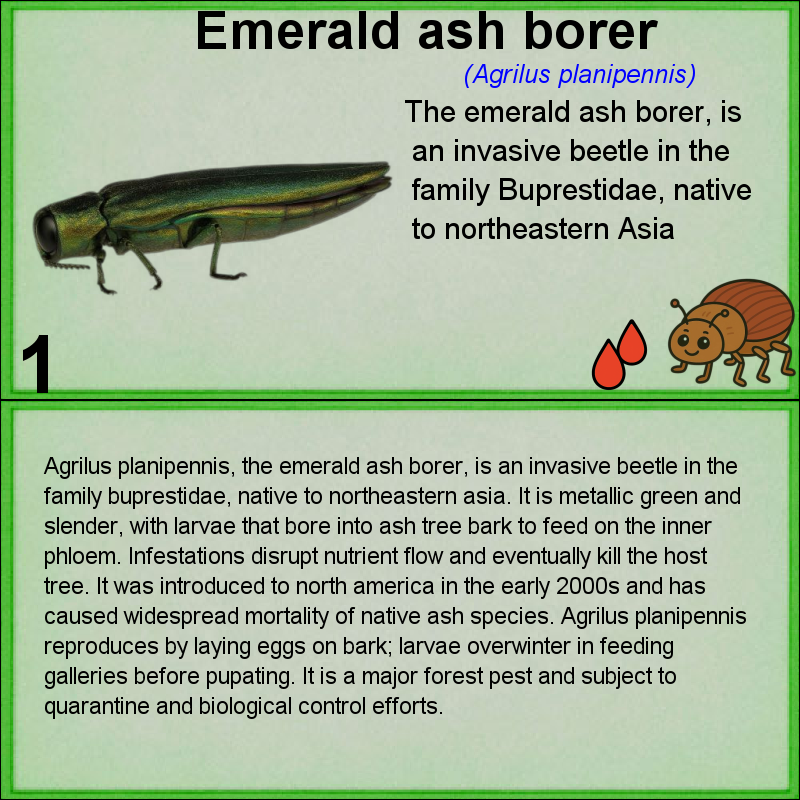 Emerald ash borer
(Agrilus planipennis)
The emerald ash borer, is
an invasive beetle in the
family Buprestidae, native
to northeastern Asia
1
Agrilus planipennis, the emerald ash borer, is an invasive beetle in the
family buprestidae, native to northeastern asia. It is metallic green and
slender, with larvae that bore into ash tree bark to feed on the inner
phloem. Infestations disrupt nutrient flow and eventually kill the host
tree. It was introduced to north america in the early 2000s and has
caused widespread mortality of native ash species. Agrilus planipennis
reproduces by laying eggs on bark; larvae overwinter in feeding
galleries before pupating. It is a major forest pest and subject to
quarantine and biological control efforts.